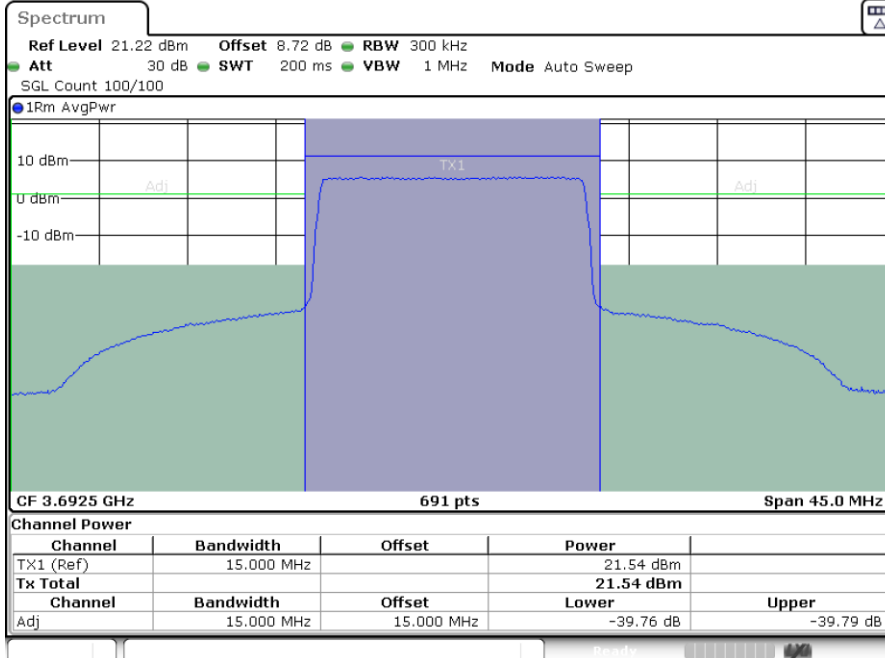 Spectrum
Ref Level 21.22 dBm Offset 8.72 dB RBW 300 kHz
Att 30 dB SWT 200 ms VBW 1 MHz Mode Auto Sweep
SGL Count 100/100
1Rm AvgPwr
10 dBm
TX1
Adj Adj
0 dBm
-10 dBm
CF 3.6925 GHz 691 pts Span 45.0 MHz
Channel Power
Channel Bandwidth Offset Power
TX1 (Ref) 15.000 MHz 21.54 dBm
Tx Total 21.54 dBm
Channel Bandwidth Offset Lower Upper
Adj 15.000 MHz 15.000 MHz -39.76 dB -39.79 dB
Ready